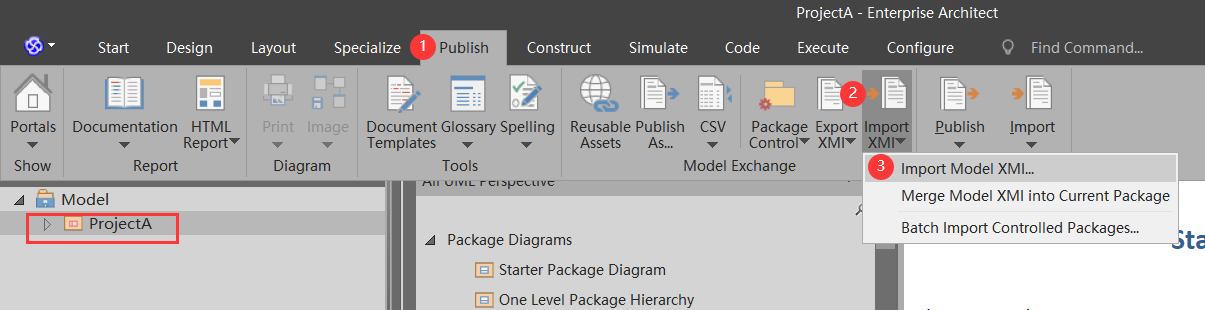 ProjectA - Enterprise Architect
Start Design Layout Specialize 1 Publish Construct Simulate Code Execute Configure Find Command...
Portals
Documentation
HTML Report
Print
Image
Document Templates
Glossary
Spelling
Reusable Assets
Publish As...
CSV
Package Control
Export XMI
2
Import XMI
Publish
Import
Show
Report
Diagram
Tools
Model Exchange
3 Import Model XMI...
Merge Model XMI into Current Package
Batch Import Controlled Packages...
Model
ProjectA
All UML Perspective
Package Diagrams
Starter Package Diagram
One Level Package Hierarchy
Sta